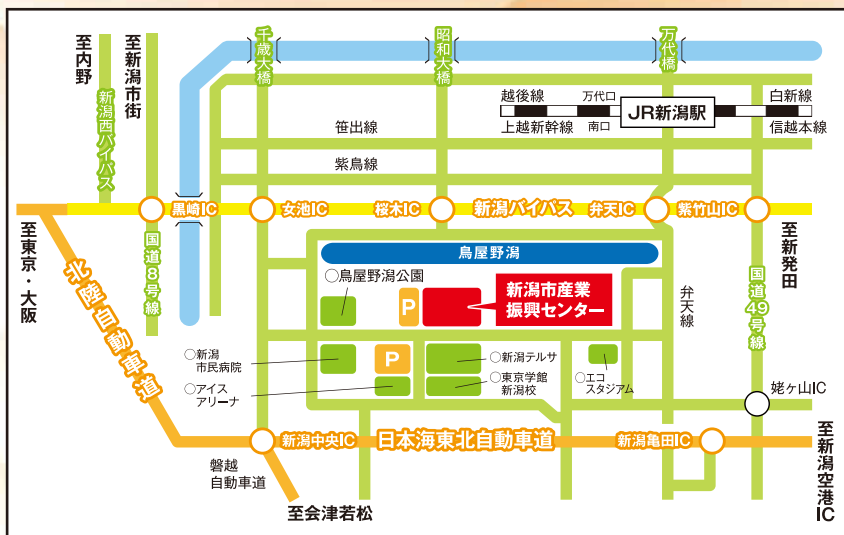 至内野
至新潟市街
新潟西バイパス
千歳大橋
昭和大橋
万代橋
越後線
万代口
白新線
JR新潟駅
上越新幹線
南口
信越本線
笹出線
紫鳥線
黒崎IC
女池IC
桜木IC
新潟バイパス
弁天IC
紫竹山IC
至東京・大阪
国道8号線
北陸自動車道
鳥屋野潟
○鳥屋野潟公園
P
新潟市産業
振興センター
弁天線
国道49号線
至新発田
○新潟
市民病院
P
○新潟テルサ
○アイス
アリーナ
○東京学館
新潟校
○エコ
スタジアム
姥ヶ山IC
新潟中央IC
日本海東北自動車道
新潟亀田IC
至新潟空港IC
磐越
自動車道
至会津若松